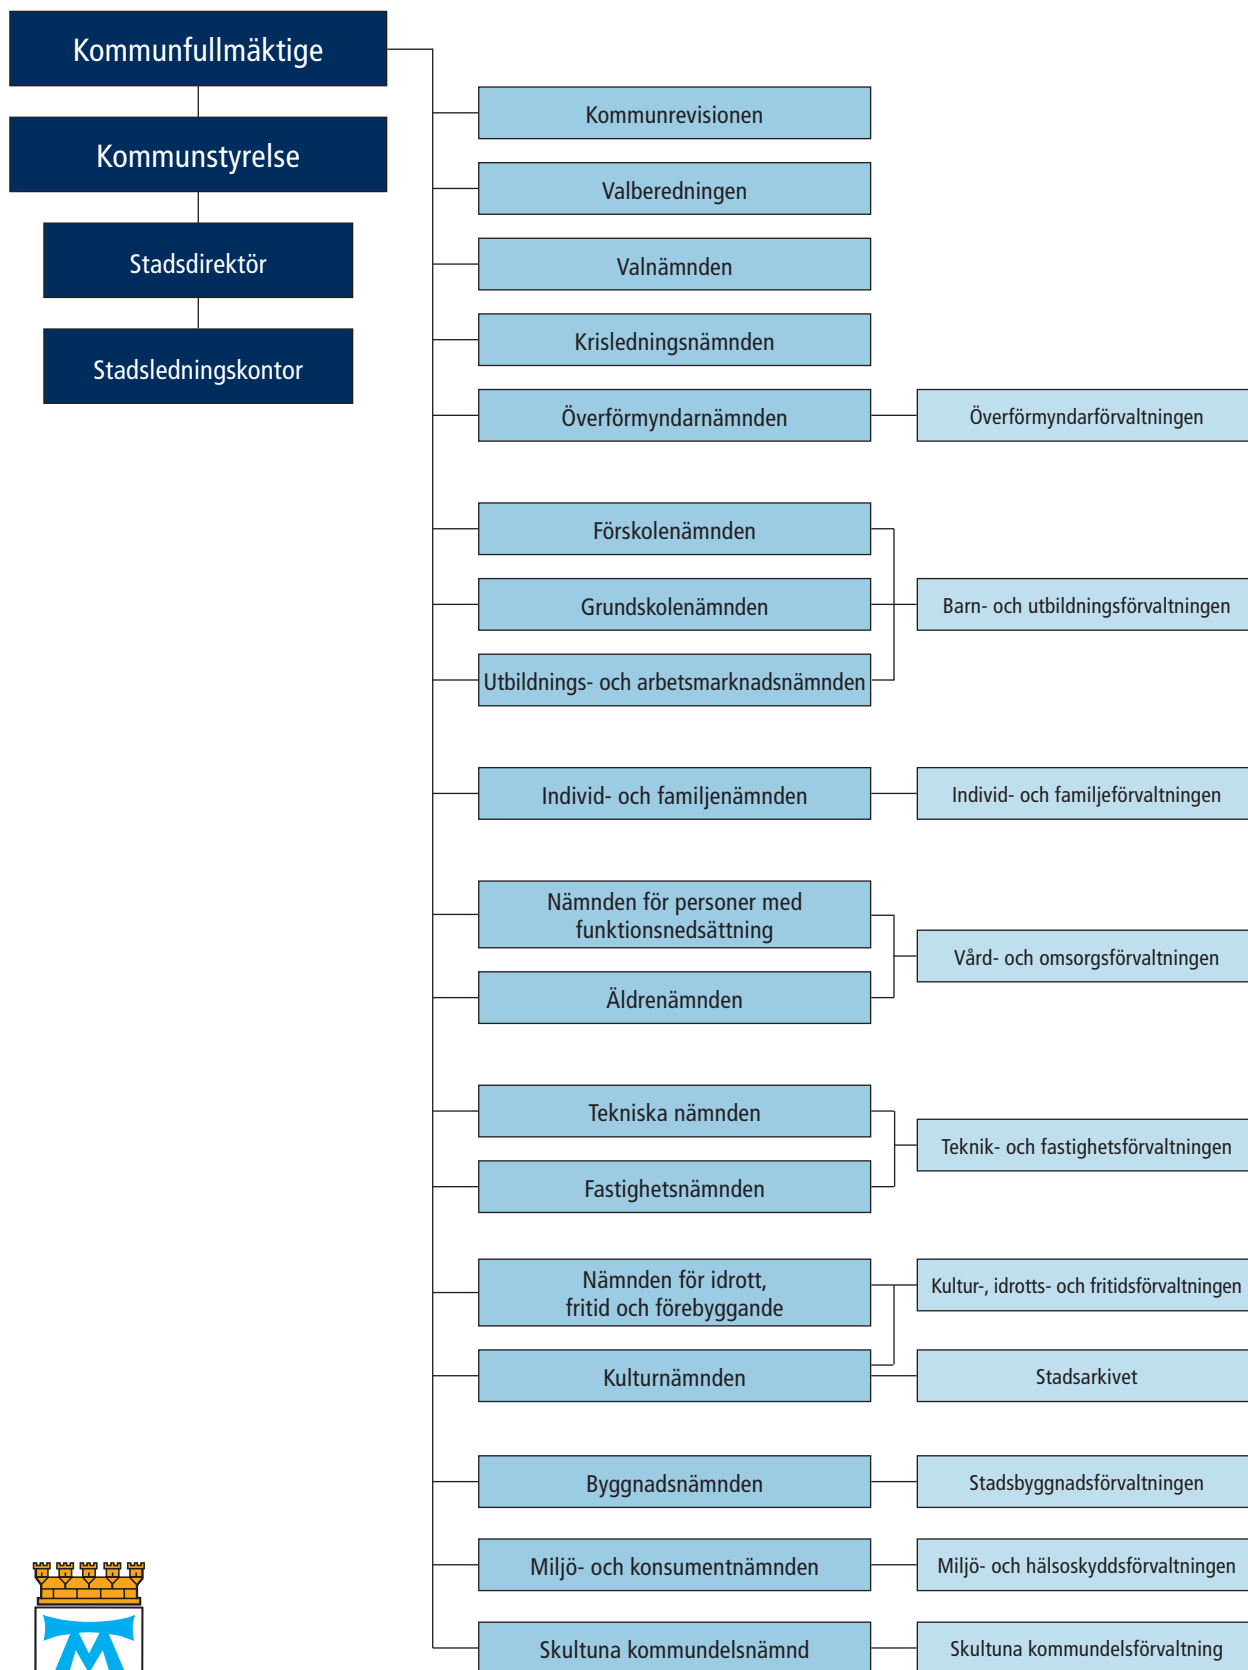 Kommunfullmäktige
Kommunstyrelse
Stadsdirektör
Stadsledningskontor
Kommunrevisionen
Valberedningen
Valnämnden
Krisledningsnämnden
Överförmyndarnämnden
Överförmyndarförvaltningen
Förskolenämnden
Grundskolenämnden
Barn- och utbildningsförvaltningen
Utbildnings- och arbetsmarknadsnämnden
Individ- och familjenämnden
Individ- och familjeförvaltningen
Nämnden för personer med
funktionsnedsättning
Vård- och omsorgsförvaltningen
Äldrenämnden
Tekniska nämnden
Teknik- och fastighetsförvaltningen
Fastighetsnämnden
Nämnden för idrott,
fritid och förebyggande
Kultur-, idrotts- och fritidsförvaltningen
Kulturnämnden
Stadsarkivet
Byggnadsnämnden
Stadsbyggnadsförvaltningen
Miljö- och konsumentnämnden
Miljö- och hälsoskyddsförvaltningen
Skultuna kommundelsnämnd
Skultuna kommundelsförvaltning